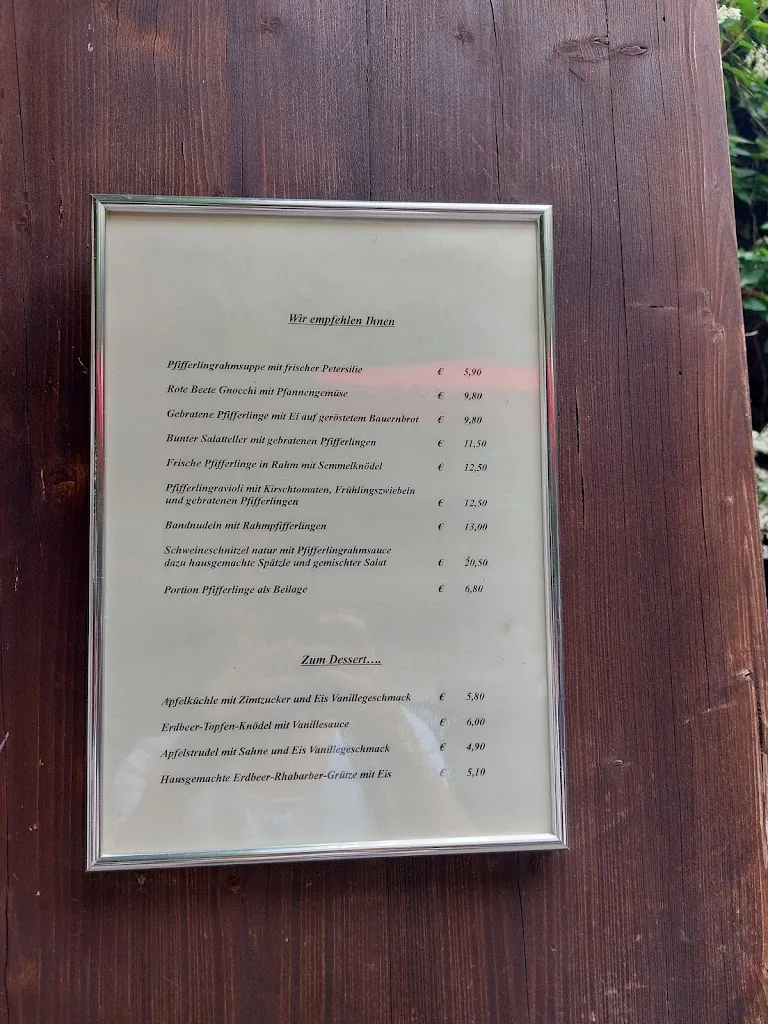 Wir empfehlen Ihnen
Pfifferlingrahmsuppe mit frischer Petersilie € 5,90
Rote Beete Gnocchi mit Pfannengemüse € 9,80
Gebratene Pfifferlinge mit Ei auf geröstetem Bauernbrot € 9,80
Bunter Salatteller mit gebratenen Pfifferlingen € 11,50
Frische Pfifferlinge in Rahm mit Semmelknödel € 12,50
Pfifferlingravioli mit Kirschtomaten, Frühlingszwiebeln
und gebratenen Pfifferlingen € 12,50
Bandnudeln mit Rahmpfifferlingen € 13,00
Schweineschnitzel natur mit Pfifferlingrahmsauce
dazu hausgemachte Spätzle und gemischter Salat € 20,50
Portion Pfifferlinge als Beilage € 6,80
Zum Dessert….
Apfelküchle mit Zimtzucker und Eis Vanillegeschmack € 5,80
Erdbeer-Topfen-Knödel mit Vanillesauce € 6,00
Apfelstrudel mit Sahne und Eis Vanillegeschmack € 4,90
Hausgemachte Erdbeer-Rhabarber-Grütze mit Eis € 5,10